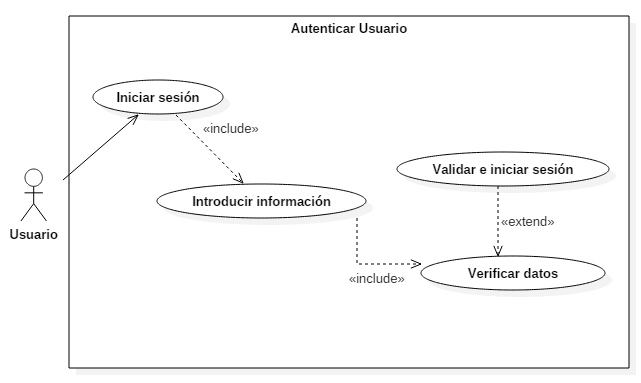 Autenticar Usuario
Iniciar sesión
«include»
Validar e iniciar sesión
Introducir información
«extend»
Usuario
Verificar datos
«include»